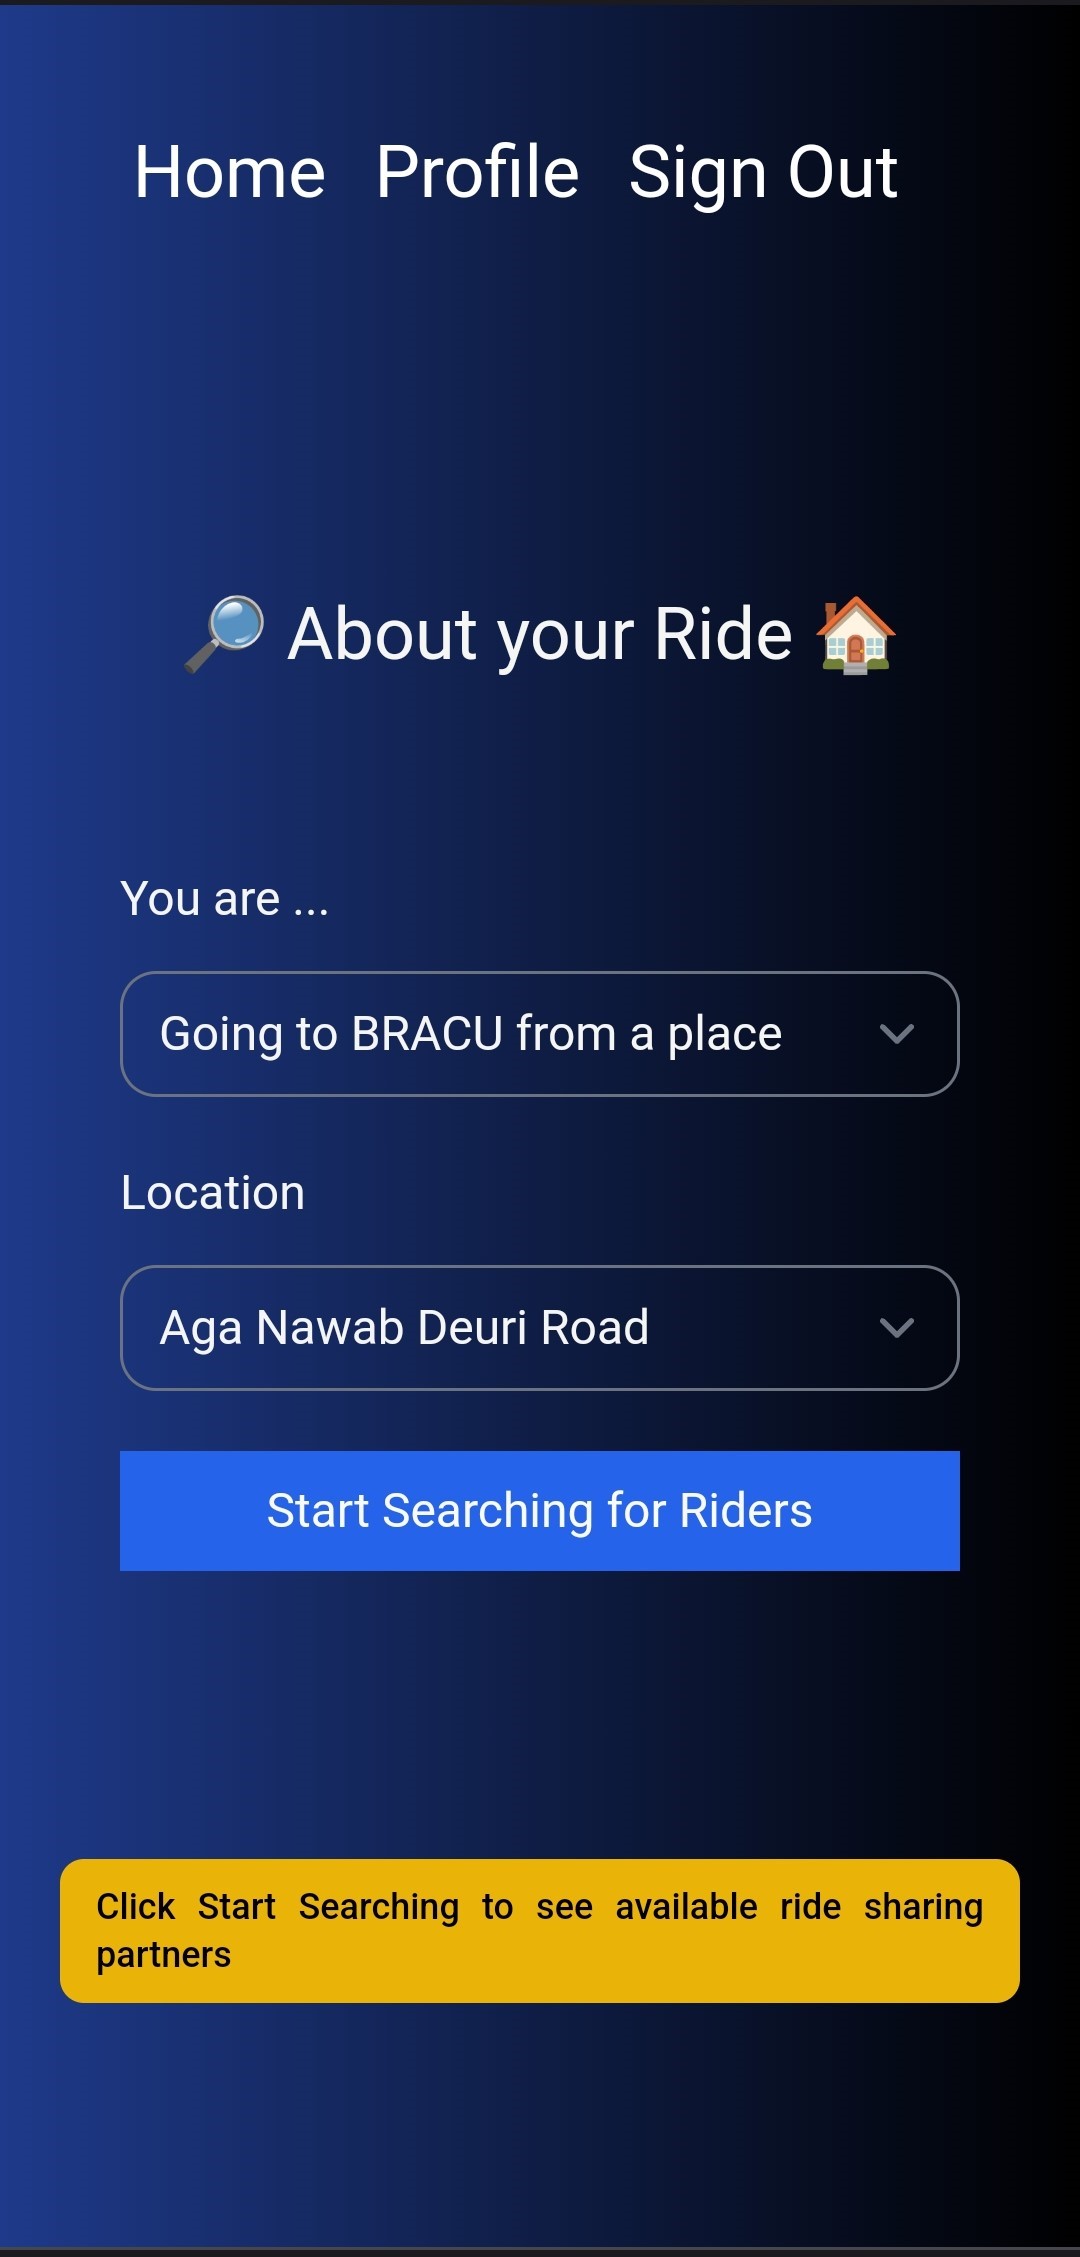 Home Profile Sign Out
🔎 About your Ride 🏠
You are ...
Going to BRACU from a place
Location
Aga Nawab Deuri Road
Start Searching for Riders
Click Start Searching to see available ride sharing
partners